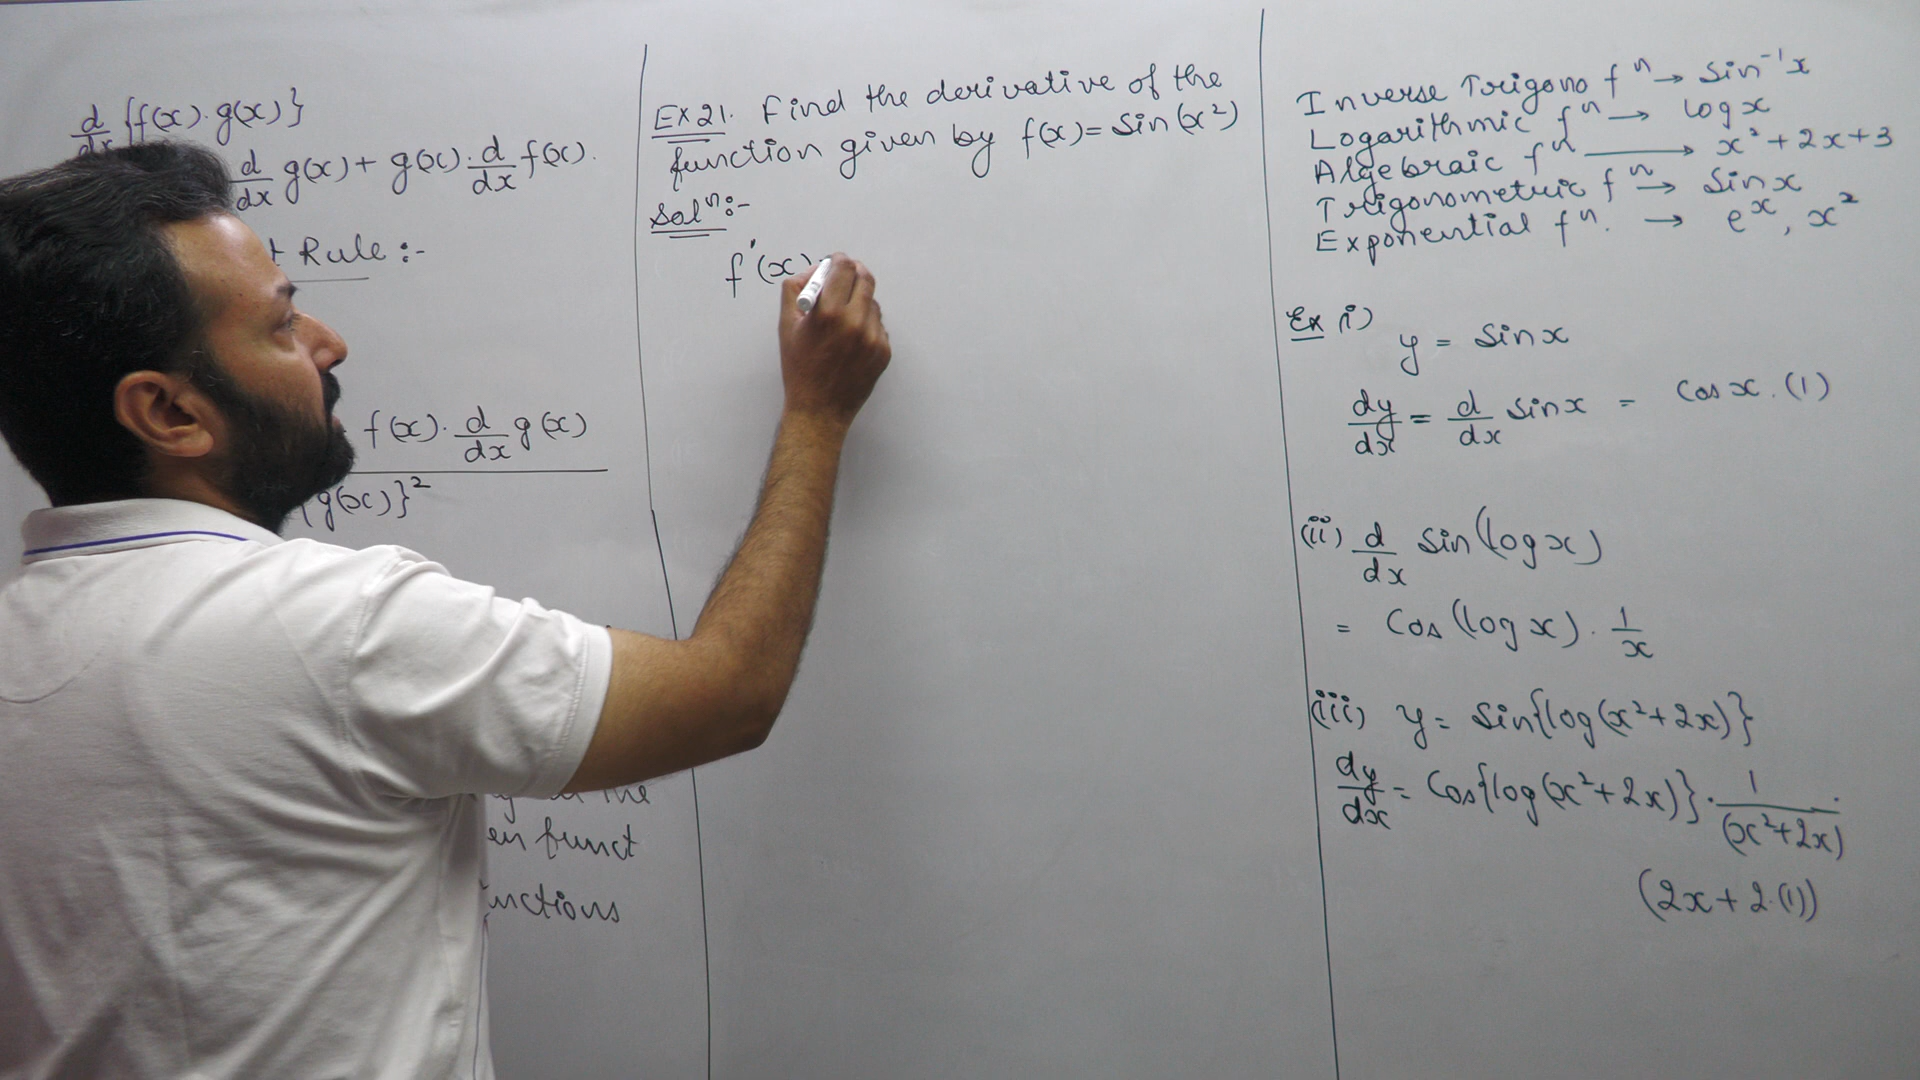 d/dx {f(x)·g(x)}
d/dx g(x) + g(x)·d/dx f(x).
Rule :-
f(x)·d/dx g(x)
{g(x)}²
the
funct
Ex 21. Find the derivative of the
function given by f(x) = Sin(x²)
Solⁿ:-
f'(x)
Inverse Trigono fⁿ → Sin⁻¹x
Logarithmic fⁿ → log x
Algebraic fⁿ → x² + 2x + 3
Trigonometric fⁿ → Sin x
Exponential fⁿ. → eˣ, x²
Ex i) y = Sin x
dy/dx = d/dx Sin x = Cos x.(1)
(ii) d/dx Sin(log x)
= Cos(log x)· 1/x
(iii) y = Sin{log(x²+2x)}
dy/dx = Cos{log(x²+2x)}· 1/(x²+2x)·
(2x+2·(1))